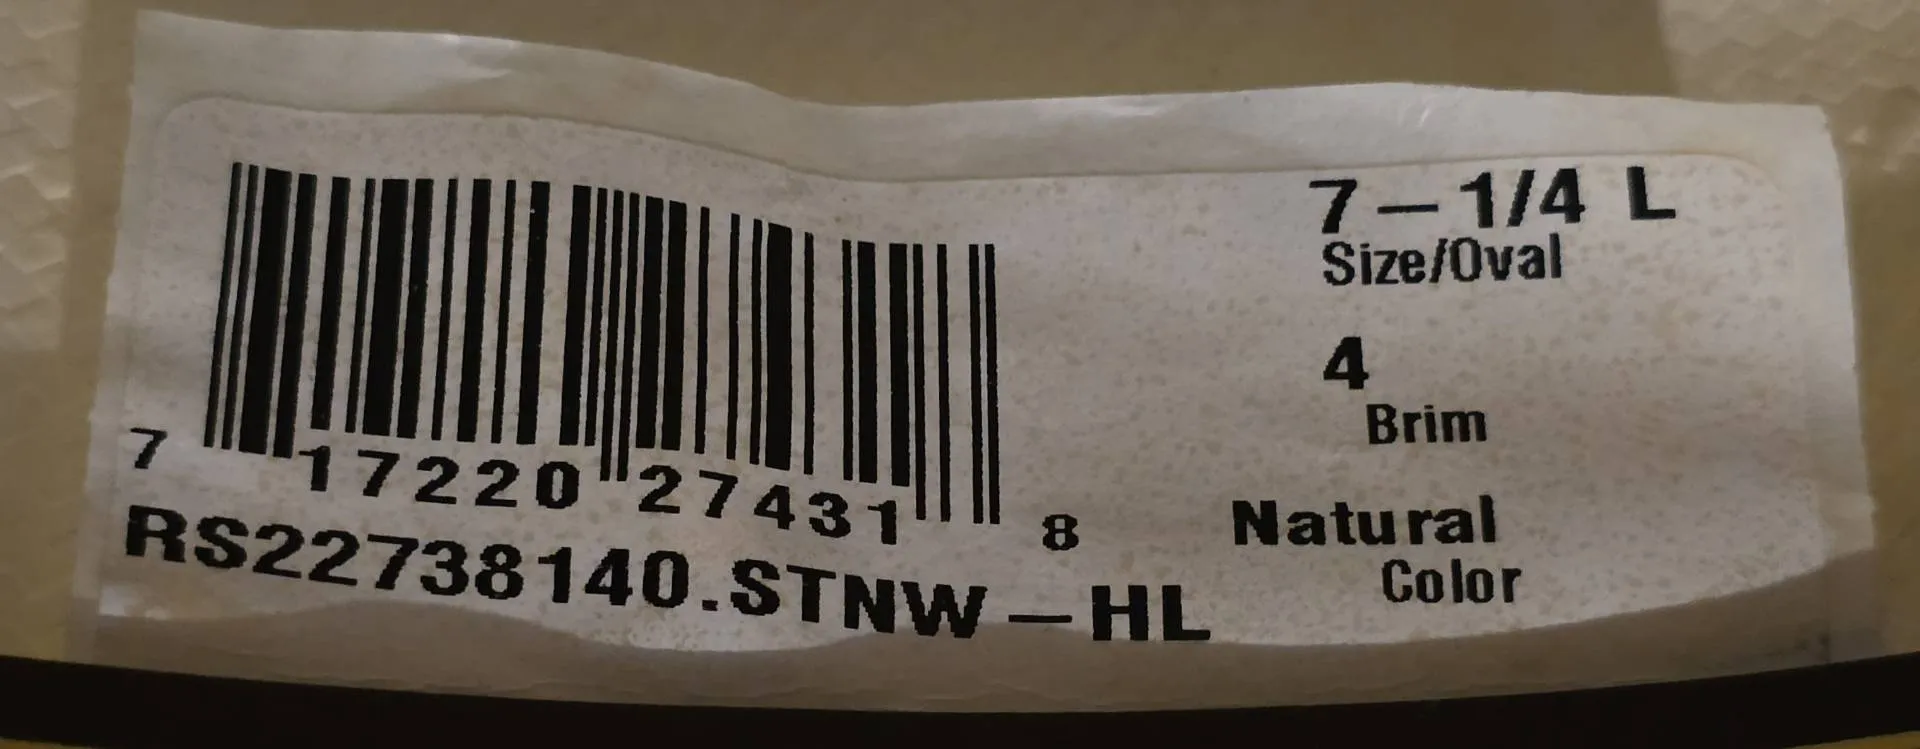 7 17220 27431 8
RS22738140.STNW-HL
7-1/4 L
Size/Oval
4
Brim
Natural
Color